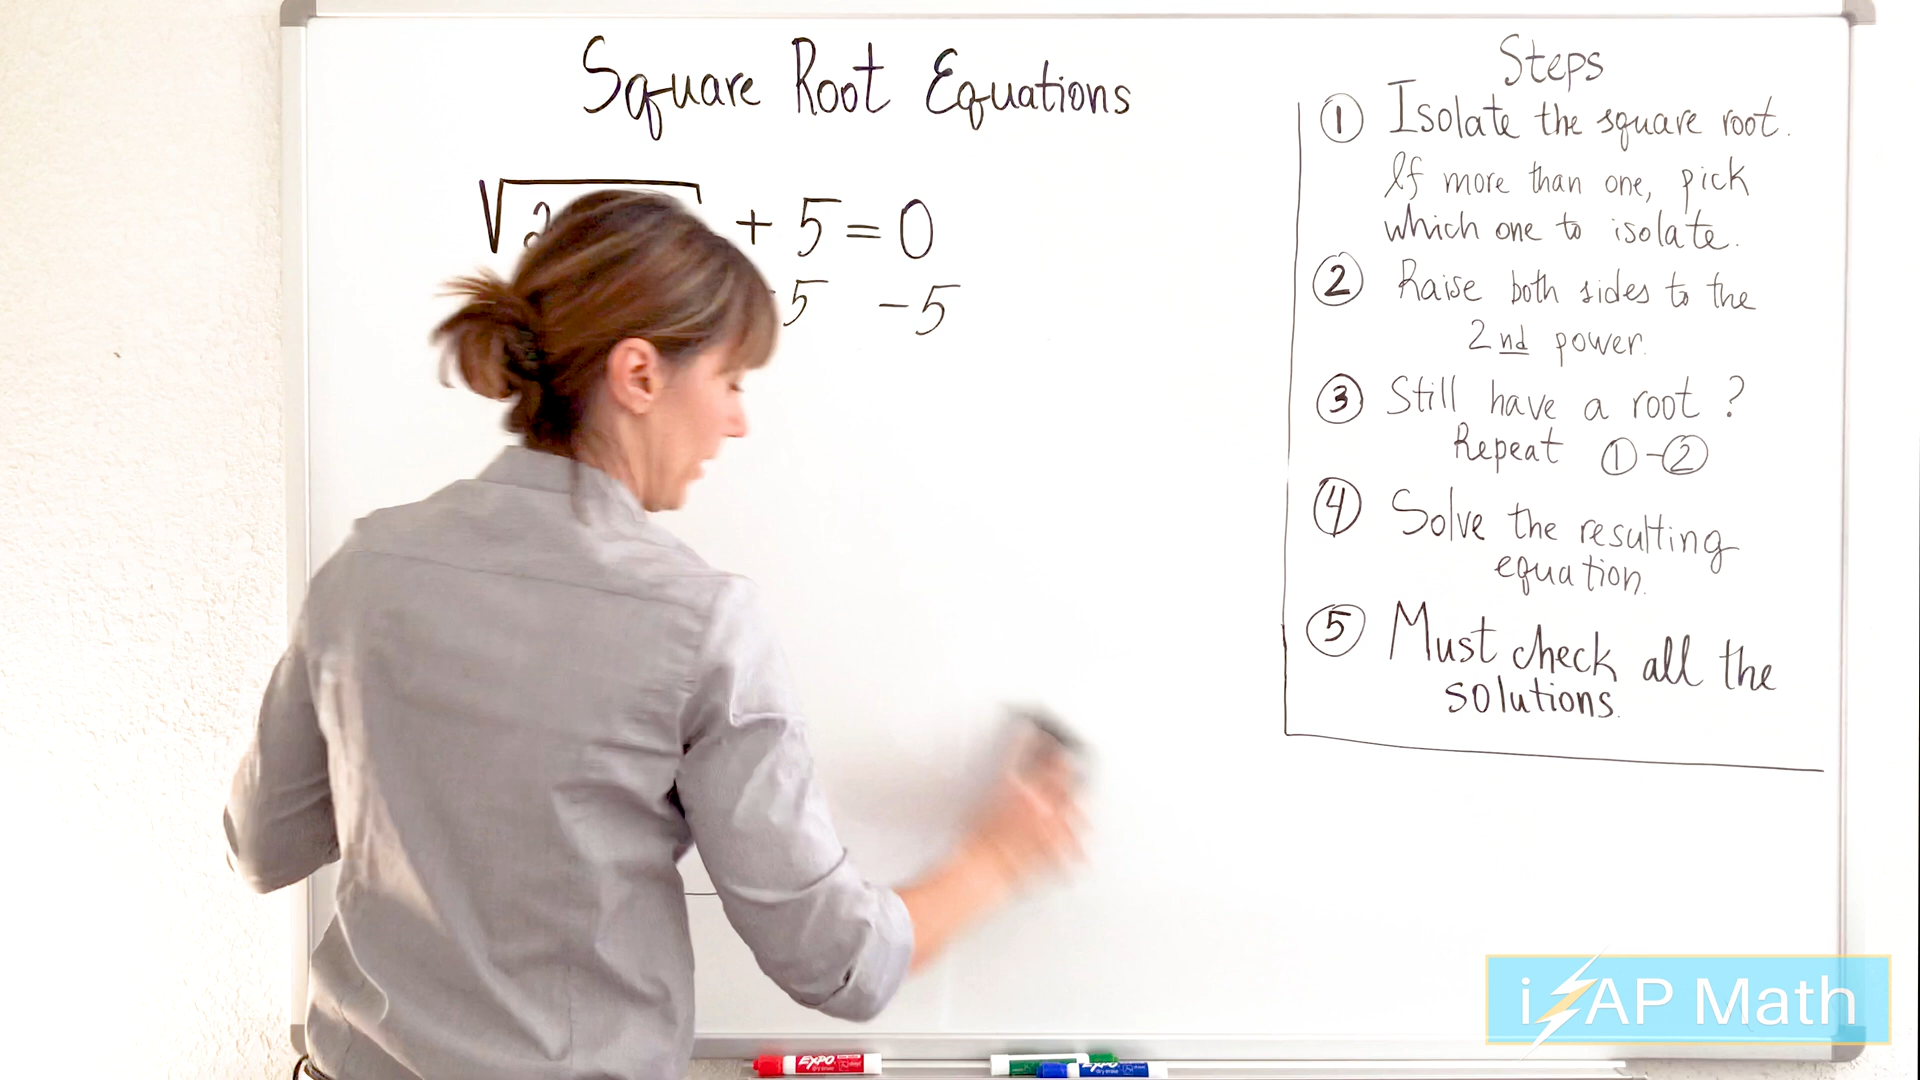 Square Root Equations
√2 + 5 = 0
5 -5
Steps
① Isolate the square root.
If more than one, pick
which one to isolate.
② Raise both sides to the
2nd power.
③ Still have a root?
Repeat ①-②
④ Solve the resulting
equation.
⑤ Must check all the
solutions.
iZAP Math
EXPO
EXPO